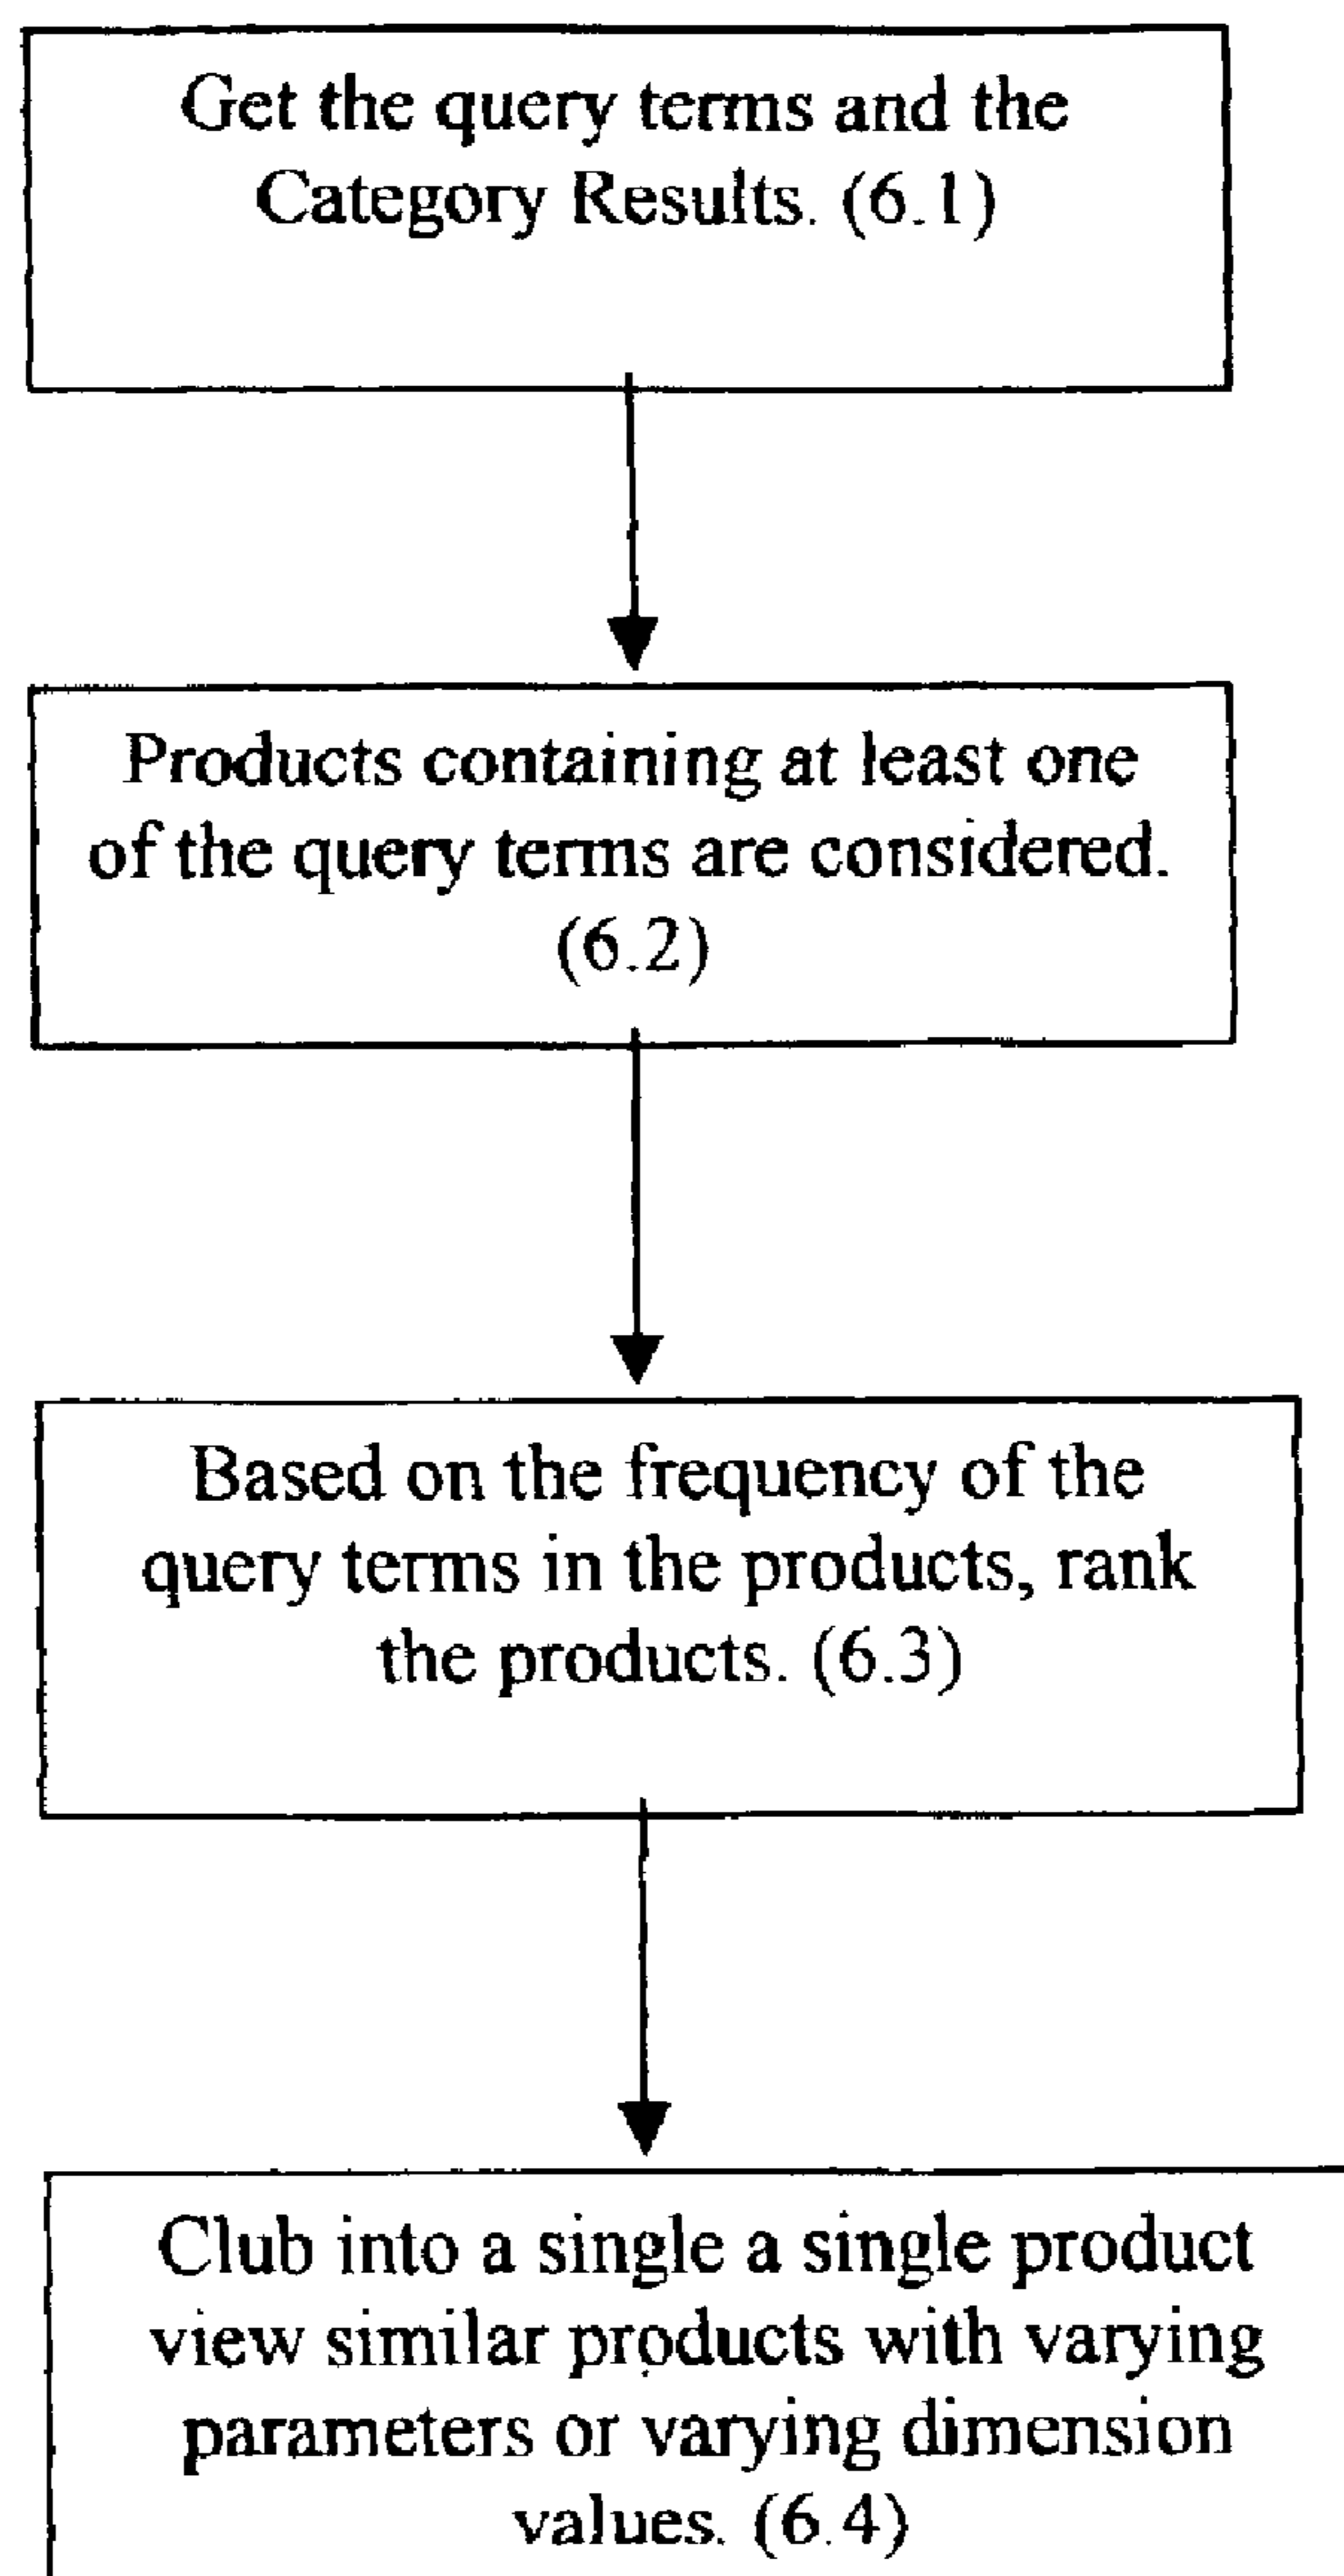 Get the query terms and the
Category Results. (6.1)
Products containing at least one
of the query terms are considered.
(6.2)
Based on the frequency of the
query terms in the products, rank
the products. (6.3)
Club into a single a single product
view similar products with varying
parameters or varying dimension
values. (6.4)